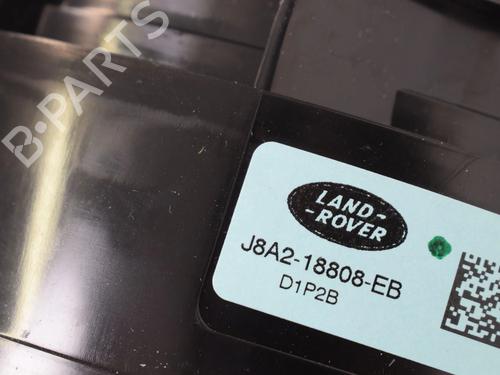 B-PARTS
LAND-
-ROVER
J8A2-18808-EB
D1P2B